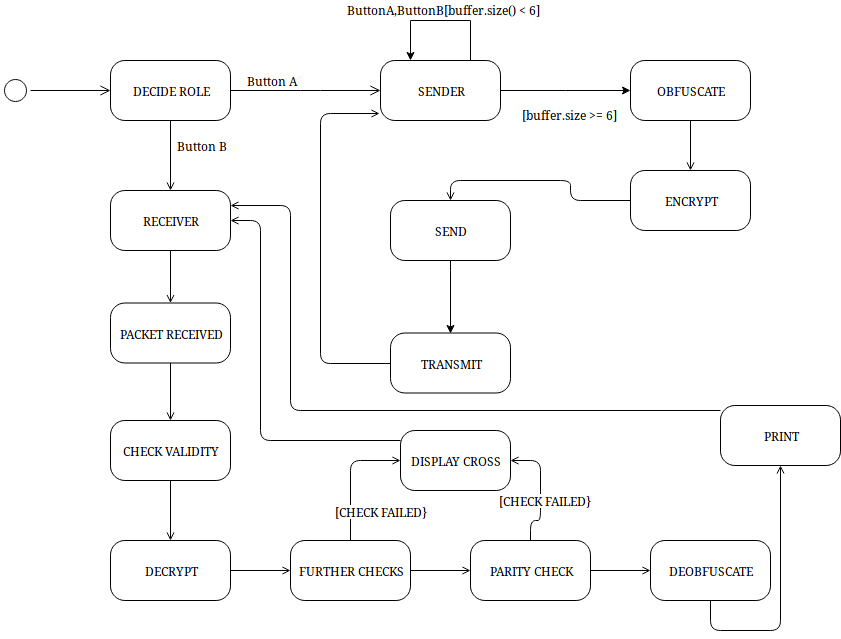 ButtonA,ButtonB[buffer.size() < 6]
DECIDE ROLE
Button A
SENDER
OBFUSCATE
[buffer.size >= 6]
Button B
RECEIVER
SEND
ENCRYPT
PACKET RECEIVED
TRANSMIT
PRINT
CHECK VALIDITY
DISPLAY CROSS
[CHECK FAILED}
[CHECK FAILED}
DECRYPT
FURTHER CHECKS
PARITY CHECK
DEOBFUSCATE